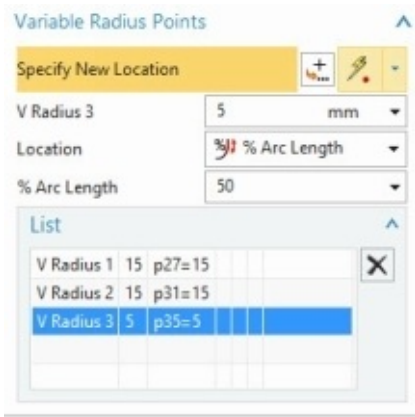 Variable Radius Points
Specify New Location
V Radius 3 5 mm
Location % Arc Length
% Arc Length 50
List
V Radius 1 15 p27=15
V Radius 2 15 p31=15
V Radius 3 5 p35=5